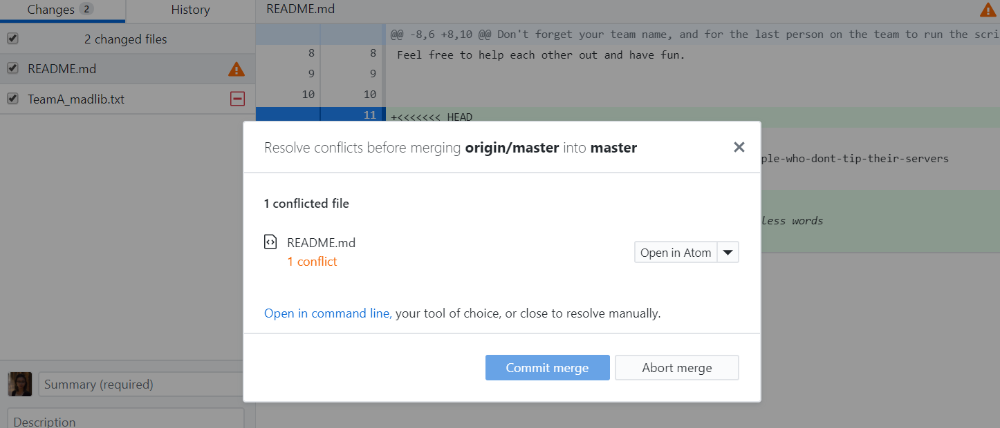 Changes 2
History
README.md
2 changed files
README.md
TeamA_madlib.txt
@@ -8,6 +8,10 @@ Don't forget your team name, and for the last person on the team to run the scri
8 8 Feel free to help each other out and have fun.
9 9
10 10
11 +<<<<<<< HEAD
ple-who-dont-tip-their-servers
less words
Resolve conflicts before merging origin/master into master
1 conflicted file
README.md
1 conflict
Open in Atom
Open in command line, your tool of choice, or close to resolve manually.
Commit merge
Abort merge
Summary (required)
Description